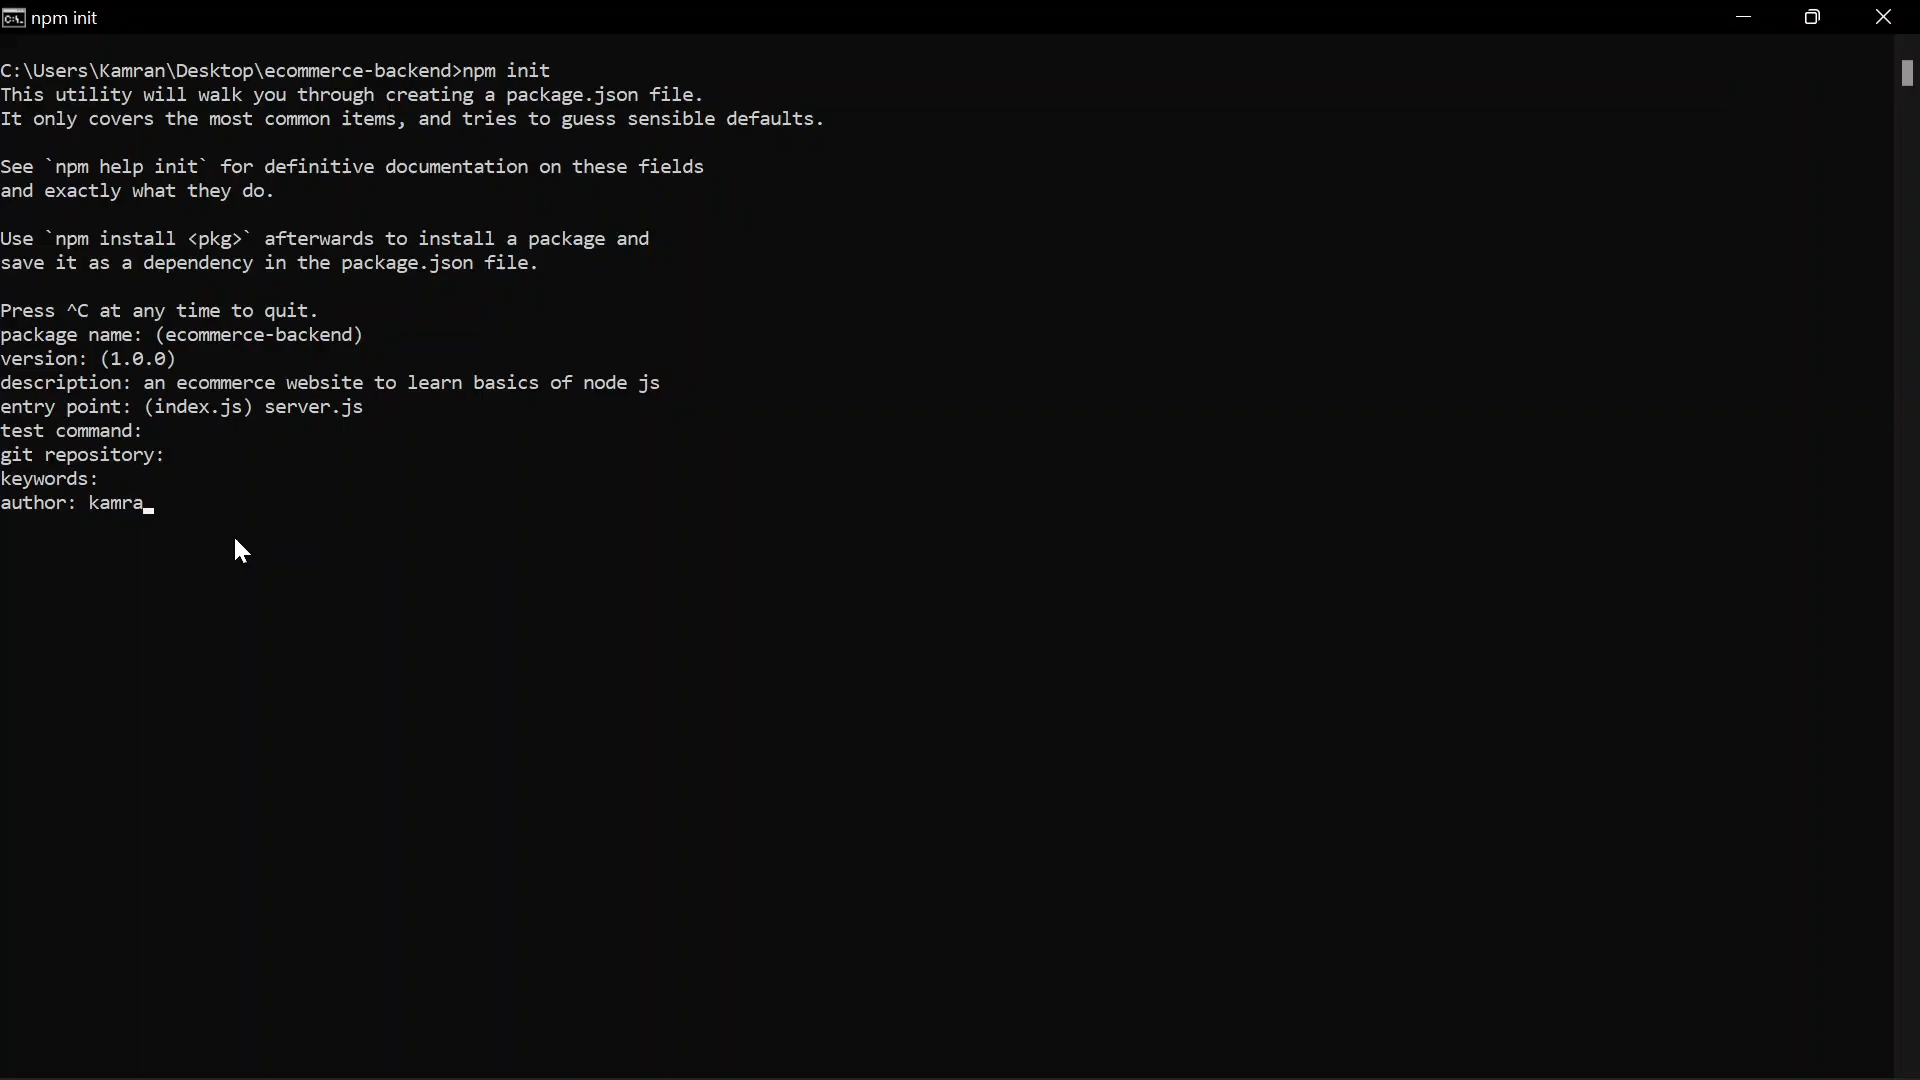 npm init
C:\Users\Kamran\Desktop\ecommerce-backend>npm init
This utility will walk you through creating a package.json file.
It only covers the most common items, and tries to guess sensible defaults.
See `npm help init` for definitive documentation on these fields
and exactly what they do.
Use `npm install <pkg>` afterwards to install a package and
save it as a dependency in the package.json file.
Press ^C at any time to quit.
package name: (ecommerce-backend)
version: (1.0.0)
description: an ecommerce website to learn basics of node js
entry point: (index.js) server.js
test command:
git repository:
keywords:
author: kamra